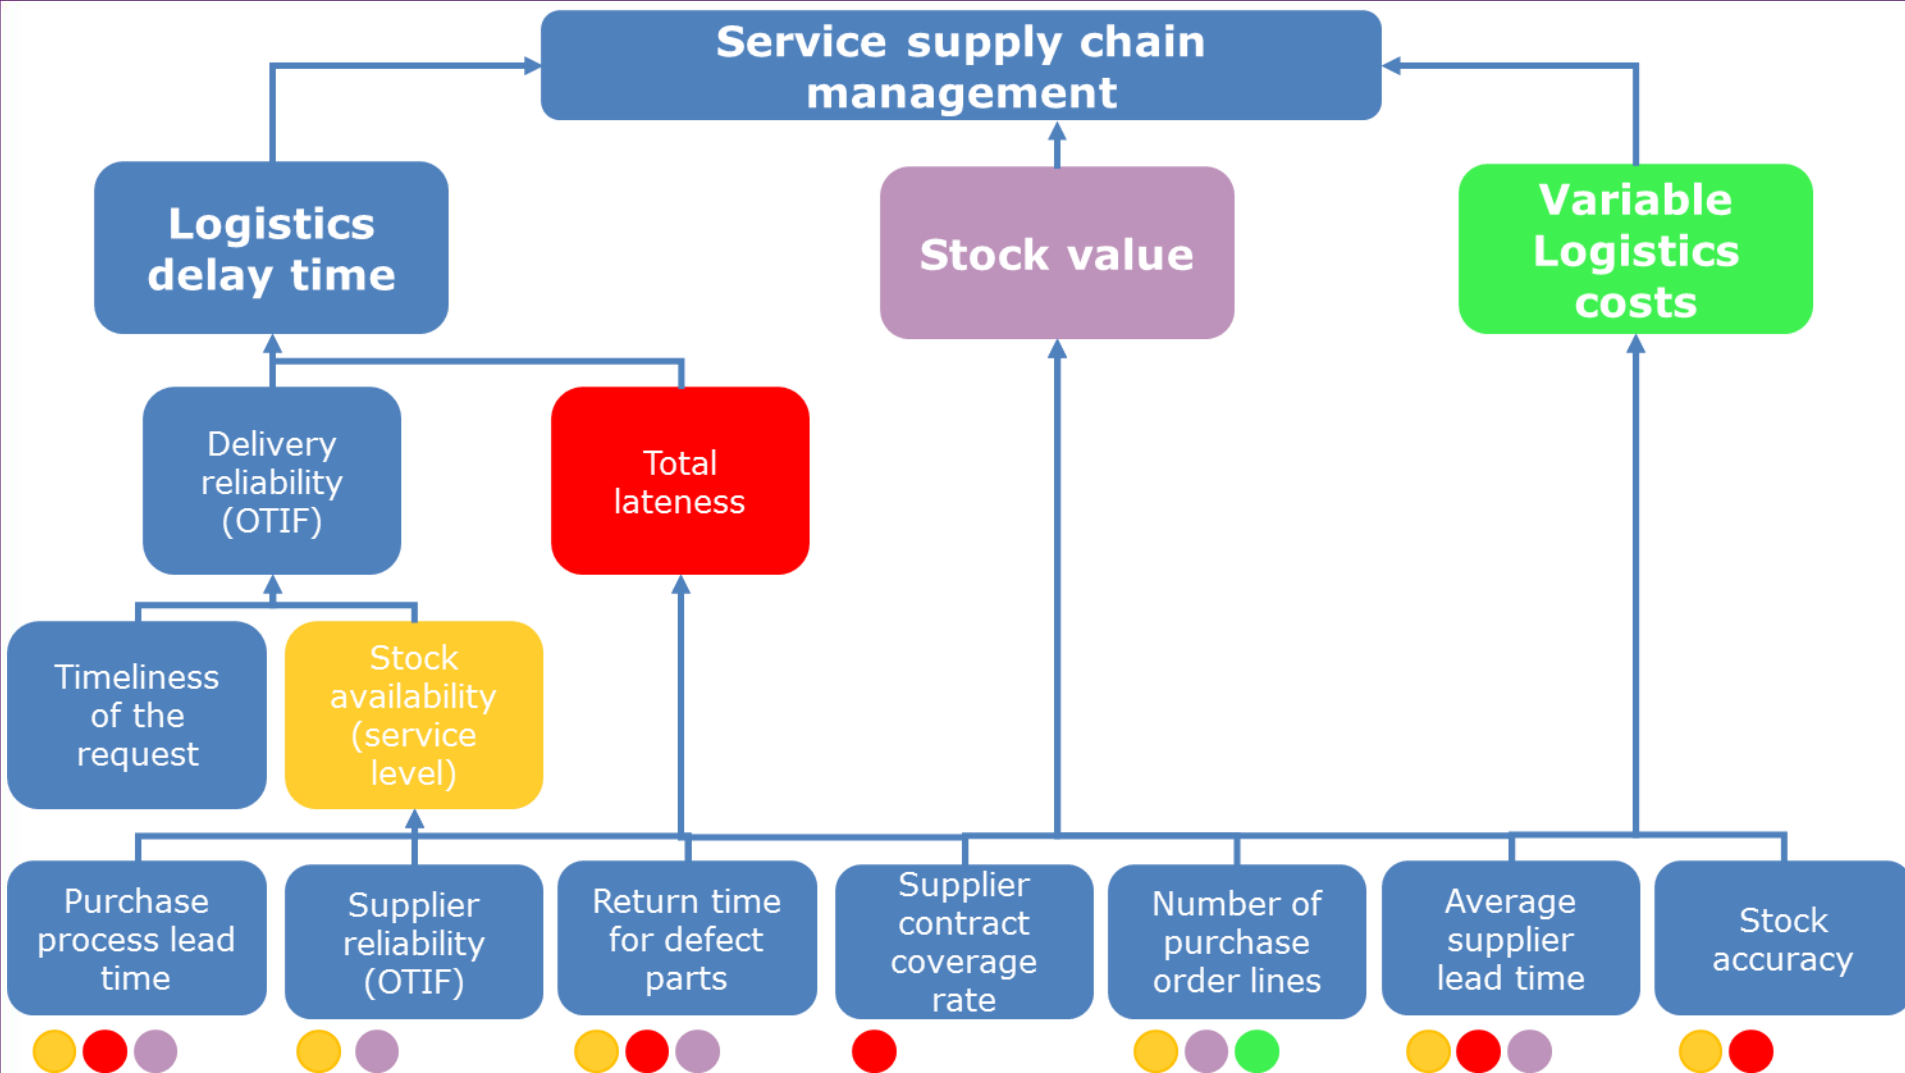 Service supply chain
management
Logistics
delay time
Stock value
Variable
Logistics
costs
Delivery
reliability
(OTIF)
Total
lateness
Timeliness
of the
request
Stock
availability
(service
level)
Purchase
process lead
time
Supplier
reliability
(OTIF)
Return time
for defect
parts
Supplier
contract
coverage
rate
Number of
purchase
order lines
Average
supplier
lead time
Stock
accuracy